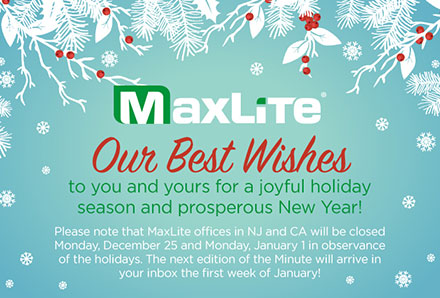 MaxLite®
Our Best Wishes
to you and yours for a joyful holiday
season and prosperous New Year!
Please note that MaxLite offices in NJ and CA will be closed
Monday, December 25 and Monday, January 1 in observance
of the holidays. The next edition of the Minute will arrive in
your inbox the first week of January!